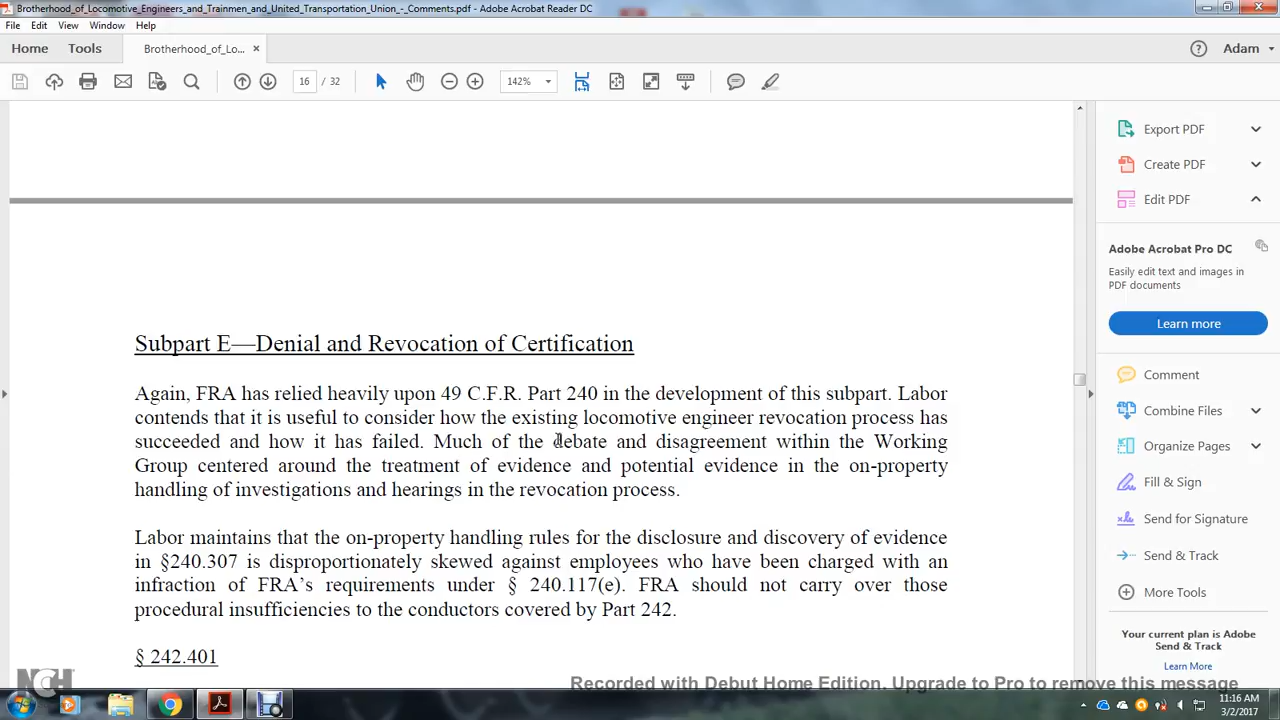 Brotherhood_of_Locomotive_Engineers_and_Trainmen_and_United_Transportation_Union_-_Comments.pdf - Adobe Acrobat Reader DC
File Edit View Window Help
Home Tools Brotherhood_of_Lo... × Adam
16 / 32 142%
Export PDF
Create PDF
Edit PDF
Adobe Acrobat Pro DC
Easily edit text and images in
PDF documents
Learn more
Comment
Combine Files
Organize Pages
Fill & Sign
Send for Signature
Send & Track
More Tools
Your current plan is Adobe
Send & Track
Learn More
Subpart E—Denial and Revocation of Certification
Again, FRA has relied heavily upon 49 C.F.R. Part 240 in the development of this subpart. Labor
contends that it is useful to consider how the existing locomotive engineer revocation process has
succeeded and how it has failed. Much of the debate and disagreement within the Working
Group centered around the treatment of evidence and potential evidence in the on-property
handling of investigations and hearings in the revocation process.
Labor maintains that the on-property handling rules for the disclosure and discovery of evidence
in §240.307 is disproportionately skewed against employees who have been charged with an
infraction of FRA's requirements under § 240.117(e). FRA should not carry over those
procedural insufficiencies to the conductors covered by Part 242.
§ 242.401
NCH
Recorded with Debut Home Edition. Upgrade to Pro to remove this message
11:16 AM
3/2/2017